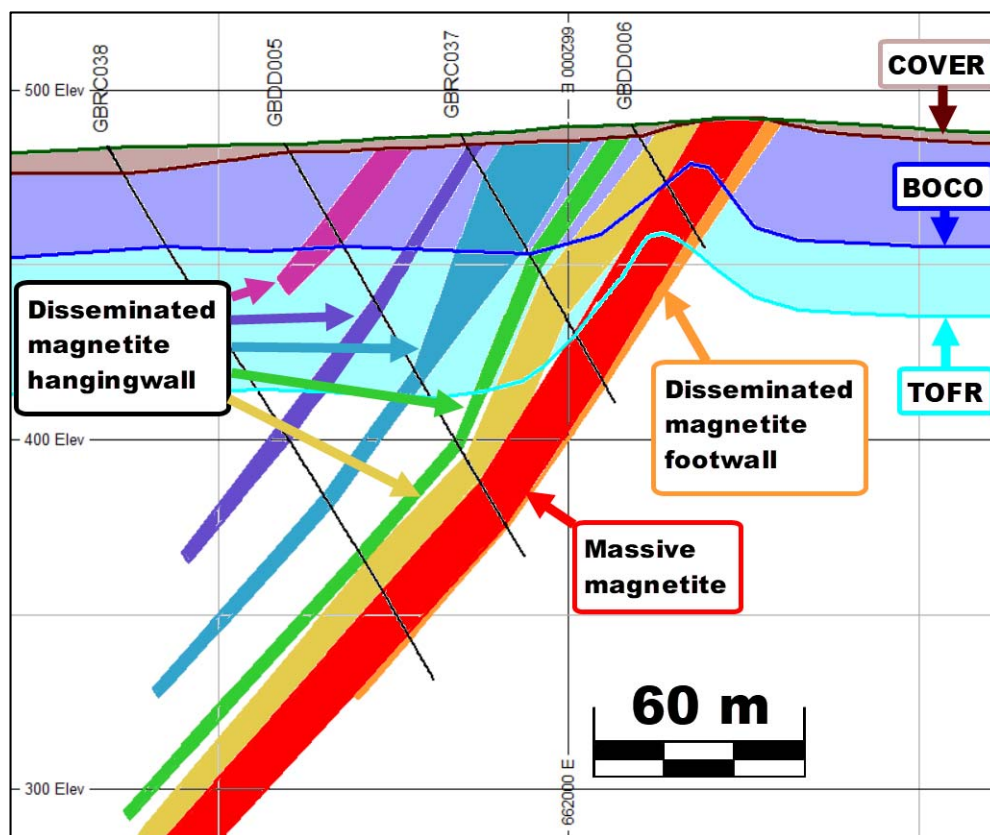 GBRC038
GBDD005
GBRC037
662000 E
GBDD006
COVER
500 Elev
BOCO
Disseminated
magnetite
hangingwall
Disseminated
magnetite
footwall
TOFR
400 Elev
Massive
magnetite
60 m
662000 E
300 Elev